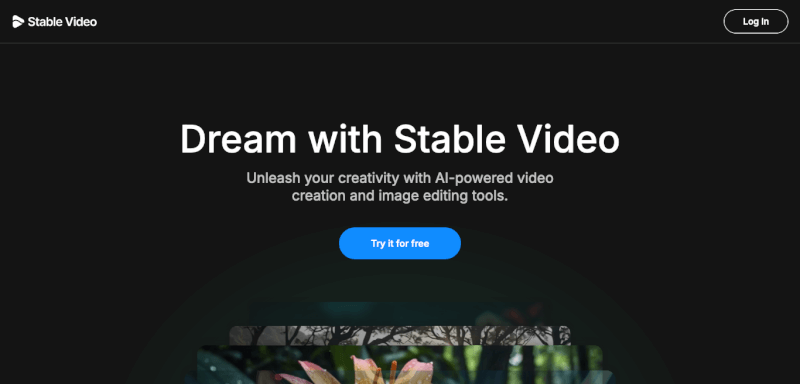 Stable Video
Log In
Dream with Stable Video
Unleash your creativity with AI-powered video
creation and image editing tools.
Try it for free